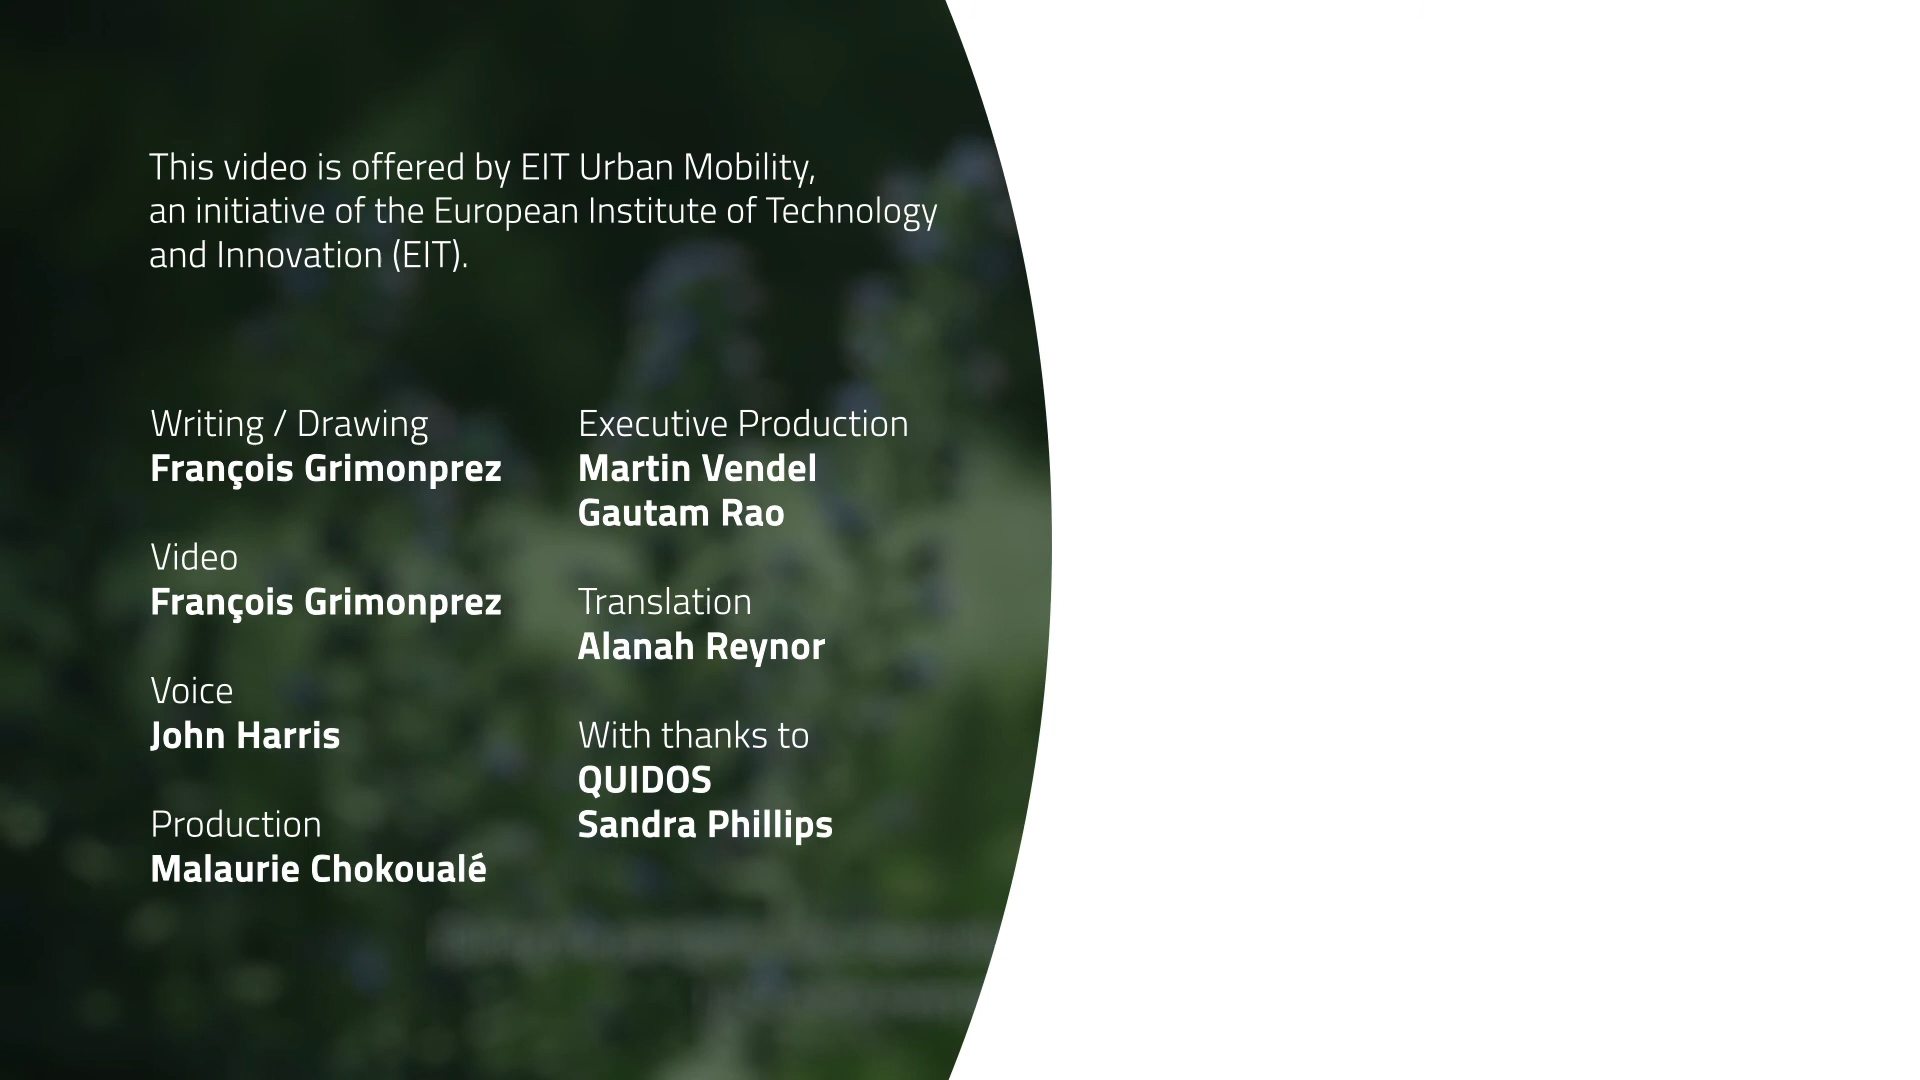 This video is offered by EIT Urban Mobility,
an initiative of the European Institute of Technology
and Innovation (EIT).
Writing / Drawing
François Grimonprez
Video
François Grimonprez
Voice
John Harris
Production
Malaurie Chokoualé
Executive Production
Martin Vendel
Gautam Rao
Translation
Alanah Reynor
With thanks to
QUIDOS
Sandra Phillips